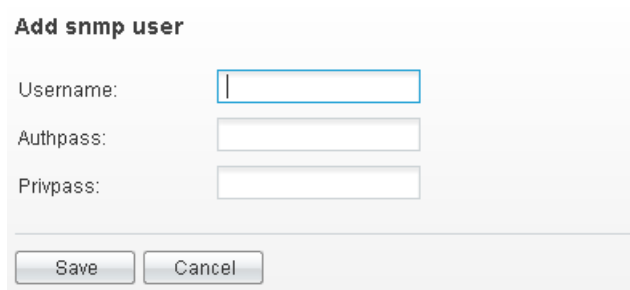 Add snmp user
Username:
Authpass:
Privpass:
Save Cancel